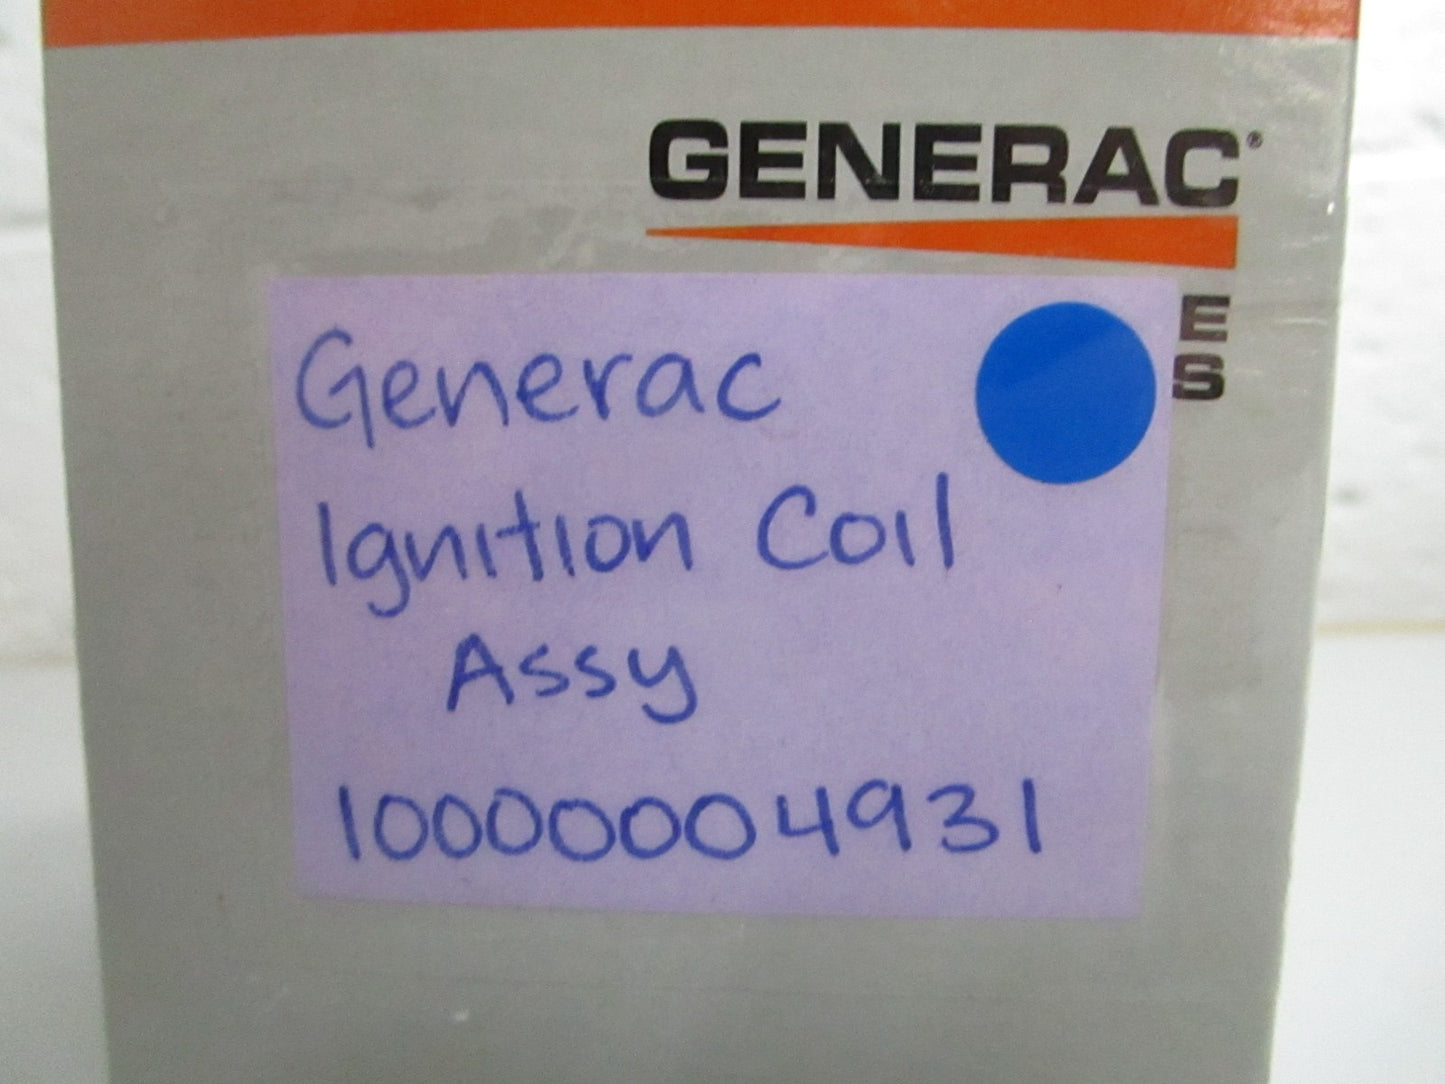 GENERAC®
E
S
Generac
Ignition Coil
Assy
10000004931